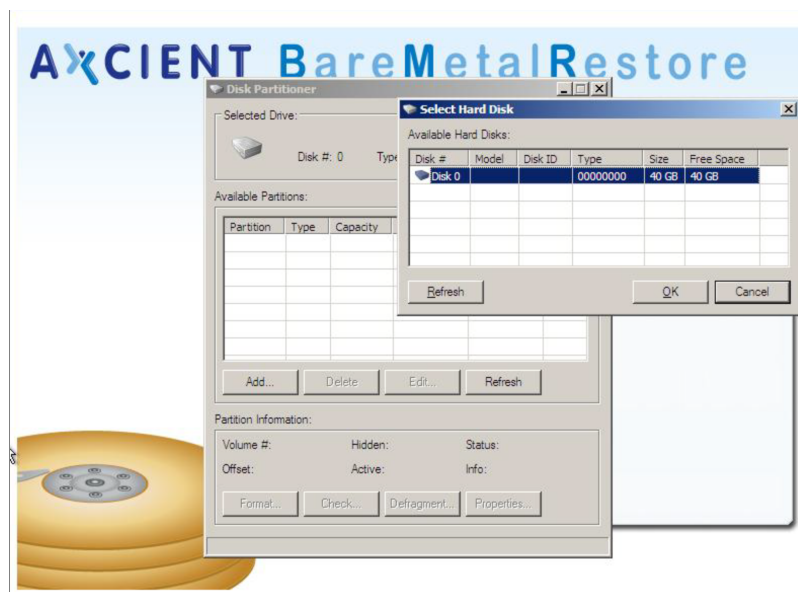 AXCIENT BareMetalRestore
Disk Partitioner
Selected Drive:
Disk #: 0 Type
Available Partitions:
Partition Type Capacity
Add... Delete Edit... Refresh
Partition Information:
Volume #: Hidden: Status:
Offset: Active: Info:
Format... Check... Defragment... Properties...
Select Hard Disk
Available Hard Disks:
Disk # Model Disk ID Type Size Free Space
Disk 0 00000000 40 GB 40 GB
Refresh OK Cancel